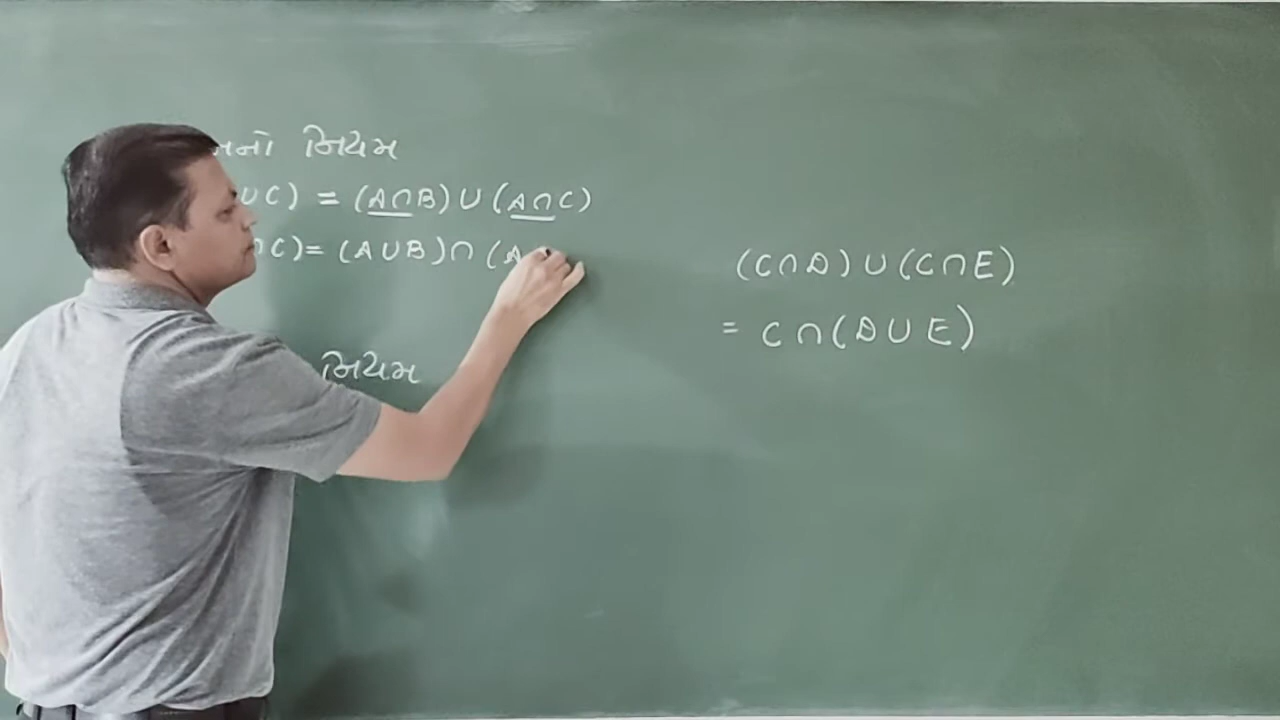 નિયમ
∪C) = (A∩B)∪(A∩C)
∩C)= (A∪B)∩(A
નિયમ
(C∩D)∪(C∩E)
= C∩(D∪E)